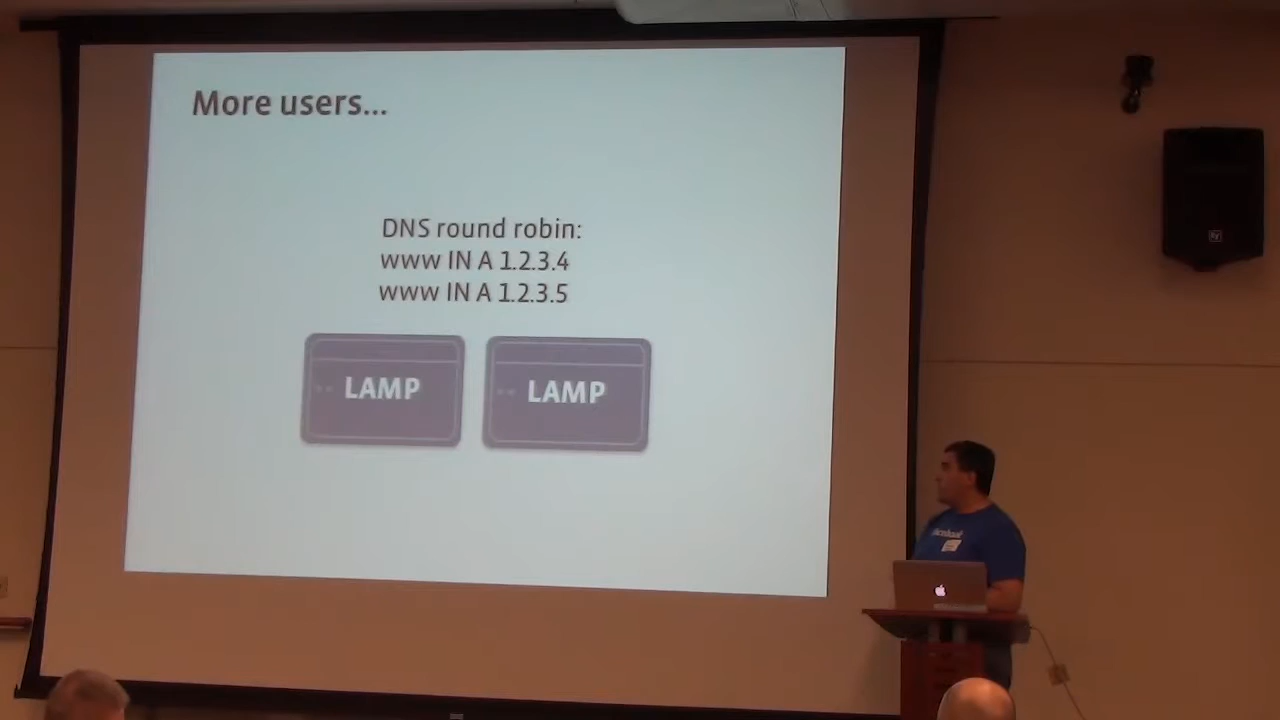 More users...
DNS round robin:
www IN A 1.2.3.4
www IN A 1.2.3.5
LAMP
LAMP